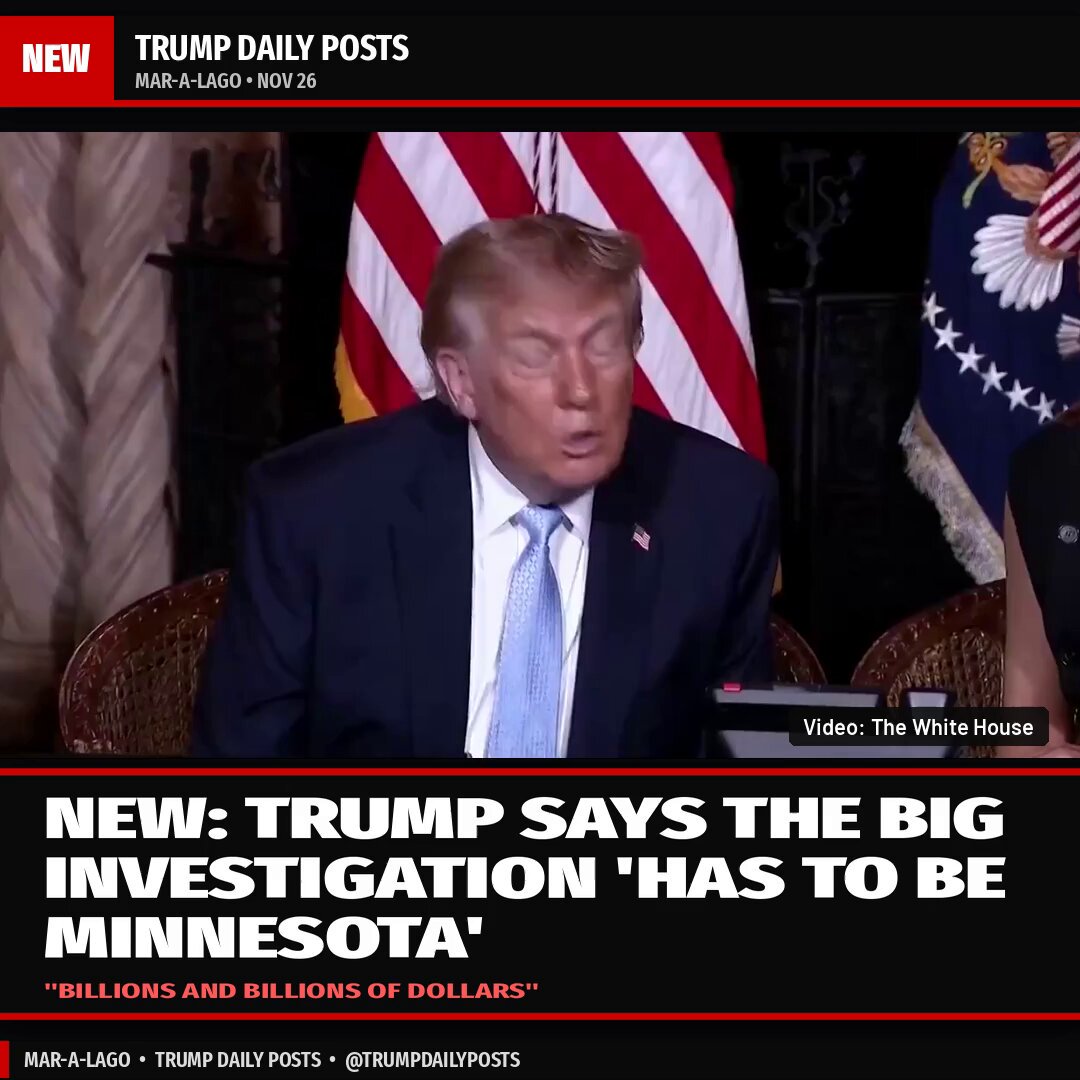 NEW
TRUMP DAILY POSTS
MAR-A-LAGO • NOV 26
Video: The White House
NEW: TRUMP SAYS THE BIG
INVESTIGATION 'HAS TO BE
MINNESOTA'
"BILLIONS AND BILLIONS OF DOLLARS"
MAR-A-LAGO • TRUMP DAILY POSTS • @TRUMPDAILYPOSTS